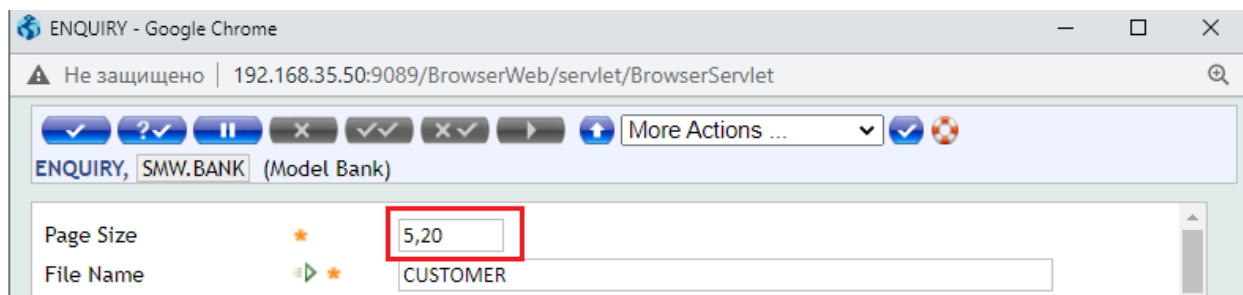 ENQUIRY - Google Chrome
Не защищено | 192.168.35.50:9089/BrowserWeb/servlet/BrowserServlet
More Actions ...
ENQUIRY, SMW.BANK (Model Bank)
Page Size 5,20
File Name CUSTOMER